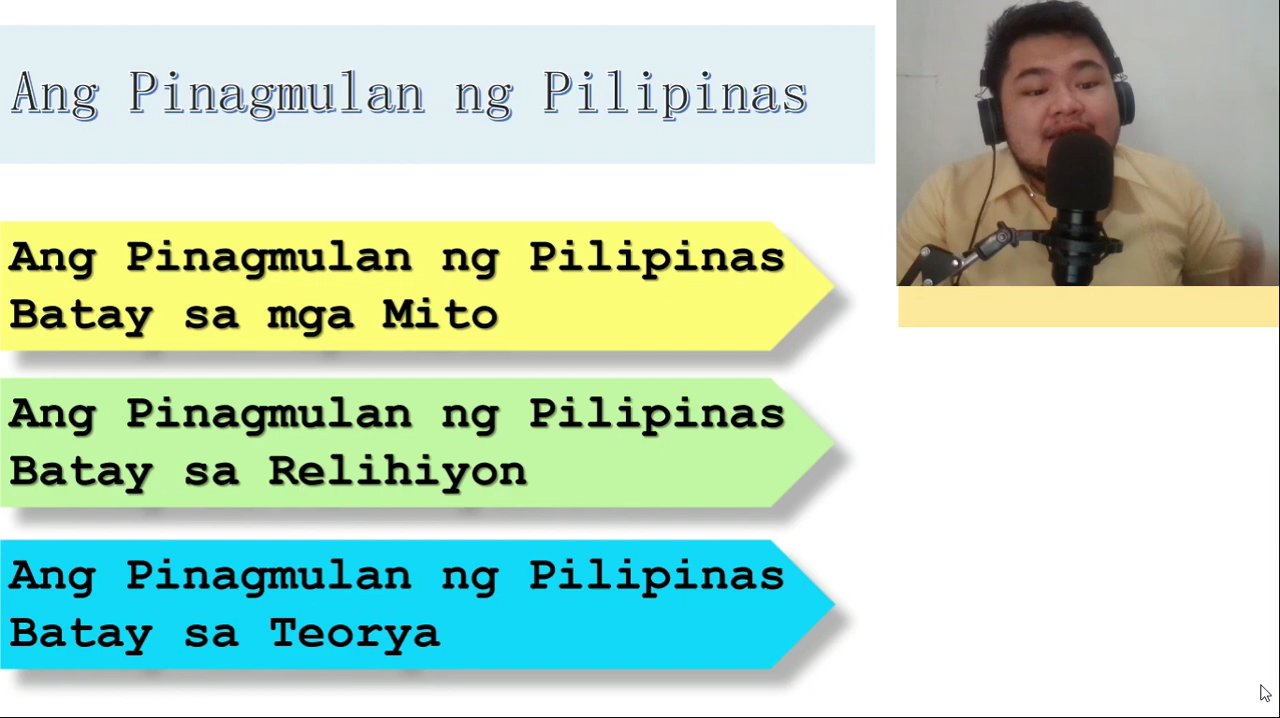 Ang Pinagmulan ng Pilipinas
Ang Pinagmulan ng Pilipinas
Batay sa mga Mito
Ang Pinagmulan ng Pilipinas
Batay sa Relihiyon
Ang Pinagmulan ng Pilipinas
Batay sa Teorya